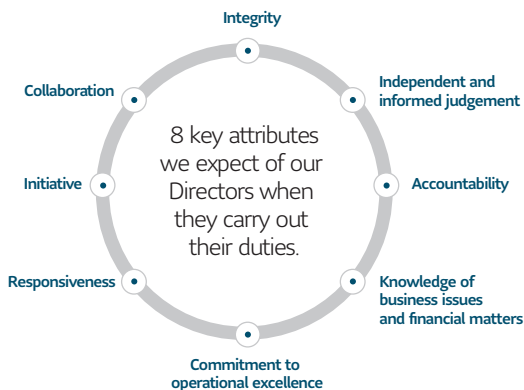 Integrity
Independent and
informed judgement
Accountability
Knowledge of
business issues
and financial matters
Commitment to
operational excellence
Responsiveness
Initiative
Collaboration
8 key attributes
we expect of our
Directors when
they carry out
their duties.